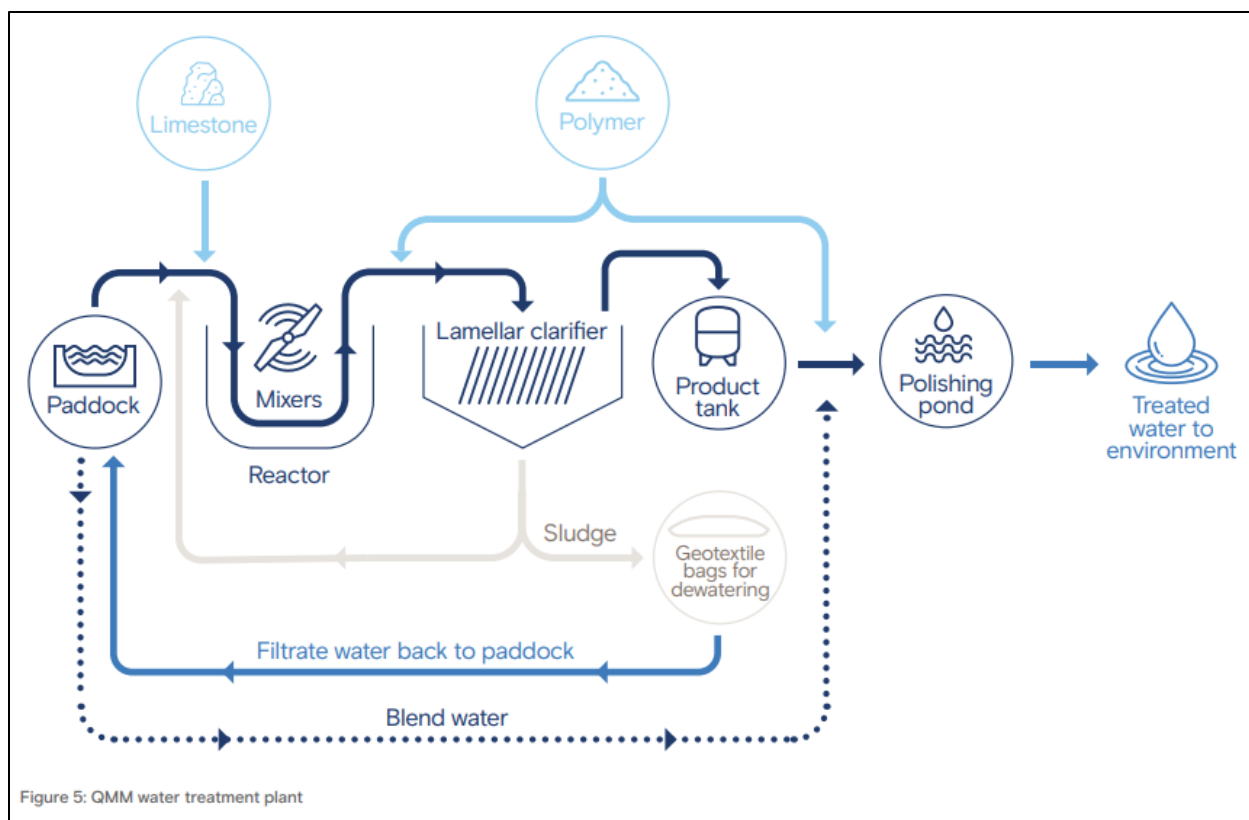 Limestone
Polymer
Paddock
Mixers
Reactor
Lamellar clarifier
Product
tank
Polishing
pond
Treated
water to
environment
Sludge
Geotextile
bags for
dewatering
Filtrate water back to paddock
Blend water
Figure 5: QMM water treatment plant